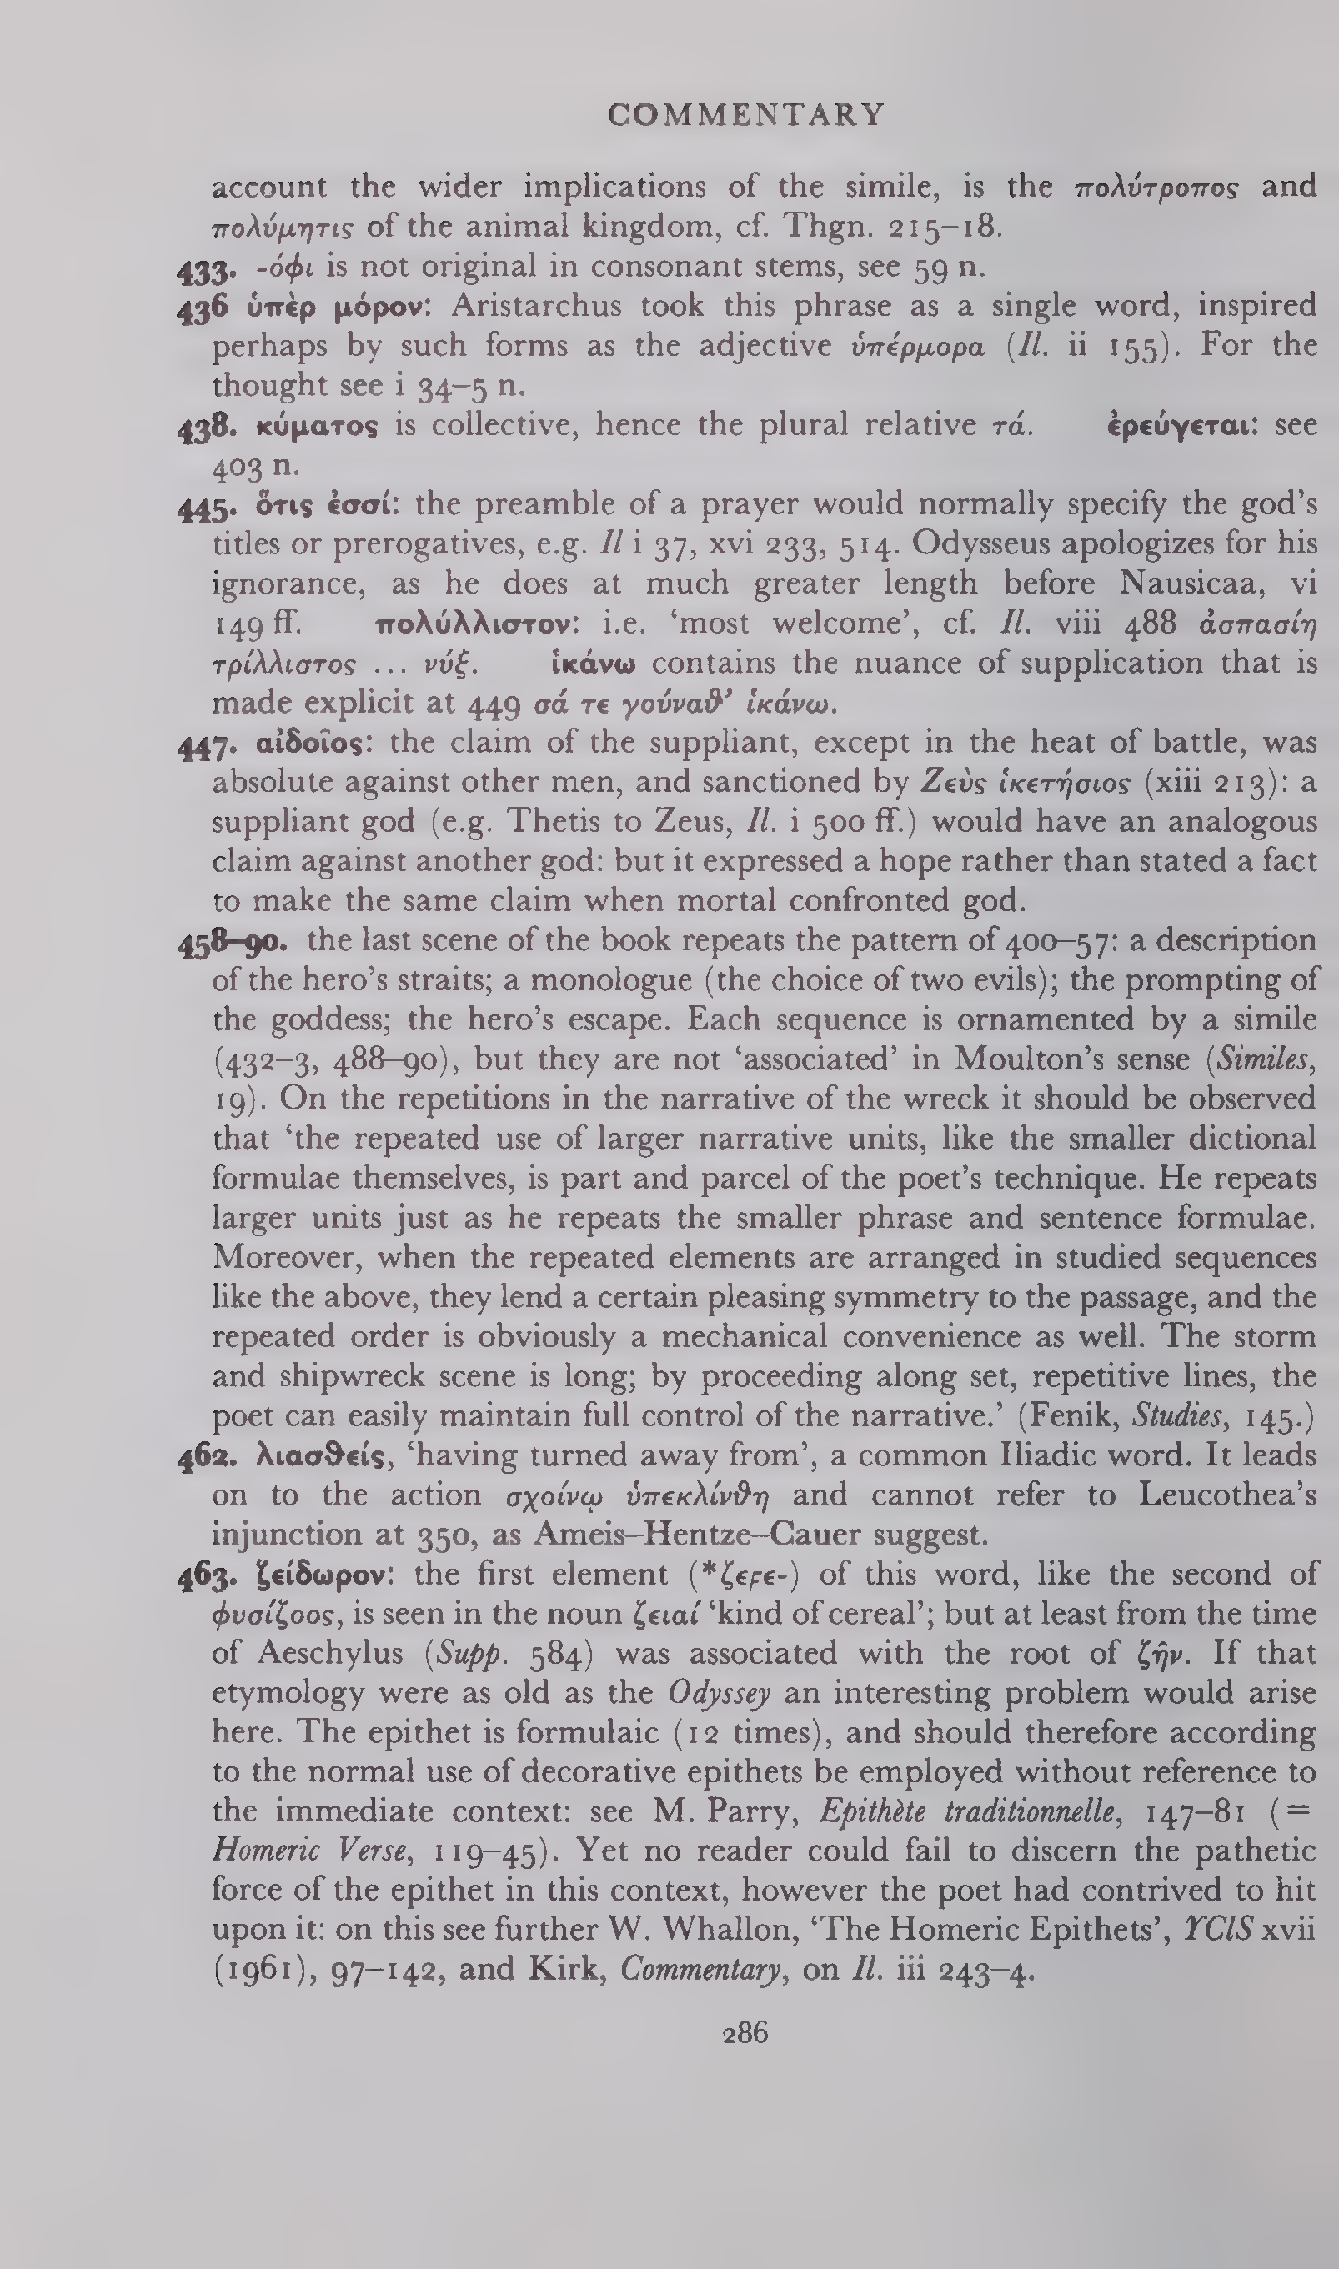 COMMENTARY
account the wider implications of the simile, is the πολύτροπος and
πολύμητις of the animal kingdom, cf. Thgn. 215–18.
433. -όφι is not original in consonant stems, see 59 n.
436 ὑπὲρ μόρον: Aristarchus took this phrase as a single word, inspired
perhaps by such forms as the adjective ὑπέρμορα (Il. ii 155). For the
thought see i 34–5 n.
438. κύματος is collective, hence the plural relative τά. ἐρεύγεται: see
403 n.
445. ὅτις ἐσσί: the preamble of a prayer would normally specify the god's
titles or prerogatives, e.g. Il i 37, xvi 233, 514. Odysseus apologizes for his
ignorance, as he does at much greater length before Nausicaa, vi
149 ff. πολύλλιστον: i.e. ‘most welcome’, cf. Il. viii 488 ἀσπασίη
τρίλλιστος ... νύξ. ἱκάνω contains the nuance of supplication that is
made explicit at 449 σά τε γούναϑ’ ἱκάνω.
447. αἰδοῖος: the claim of the suppliant, except in the heat of battle, was
absolute against other men, and sanctioned by Ζεὺς ἱκετήσιος (xiii 213): a
suppliant god (e.g. Thetis to Zeus, Il. i 500 ff.) would have an analogous
claim against another god: but it expressed a hope rather than stated a fact
to make the same claim when mortal confronted god.
458–90. the last scene of the book repeats the pattern of 400–57: a description
of the hero's straits; a monologue (the choice of two evils); the prompting of
the goddess; the hero's escape. Each sequence is ornamented by a simile
(432–3, 488–90), but they are not ‘associated’ in Moulton's sense (Similes,
19). On the repetitions in the narrative of the wreck it should be observed
that ‘the repeated use of larger narrative units, like the smaller dictional
formulae themselves, is part and parcel of the poet's technique. He repeats
larger units just as he repeats the smaller phrase and sentence formulae.
Moreover, when the repeated elements are arranged in studied sequences
like the above, they lend a certain pleasing symmetry to the passage, and the
repeated order is obviously a mechanical convenience as well. The storm
and shipwreck scene is long; by proceeding along set, repetitive lines, the
poet can easily maintain full control of the narrative.’ (Fenik, Studies, 145.)
462. λιασϑείς, ‘having turned away from’, a common Iliadic word. It leads
on to the action σχοίνῳ ὑπεκλίνϑη and cannot refer to Leucothea's
injunction at 350, as Ameis–Hentze–Cauer suggest.
463. ζείδωρον: the first element (*ζεϝε-) of this word, like the second of
φυσίζοος, is seen in the noun ζειαί ‘kind of cereal’; but at least from the time
of Aeschylus (Supp. 584) was associated with the root of ζῆν. If that
etymology were as old as the Odyssey an interesting problem would arise
here. The epithet is formulaic (12 times), and should therefore according
to the normal use of decorative epithets be employed without reference to
the immediate context: see M. Parry, Epithète traditionnelle, 147–81 (=
Homeric Verse, 119–45). Yet no reader could fail to discern the pathetic
force of the epithet in this context, however the poet had contrived to hit
upon it: on this see further W. Whallon, ‘The Homeric Epithets’, YClS xvii
(1961), 97–142, and Kirk, Commentary, on Il. iii 243–4.
286